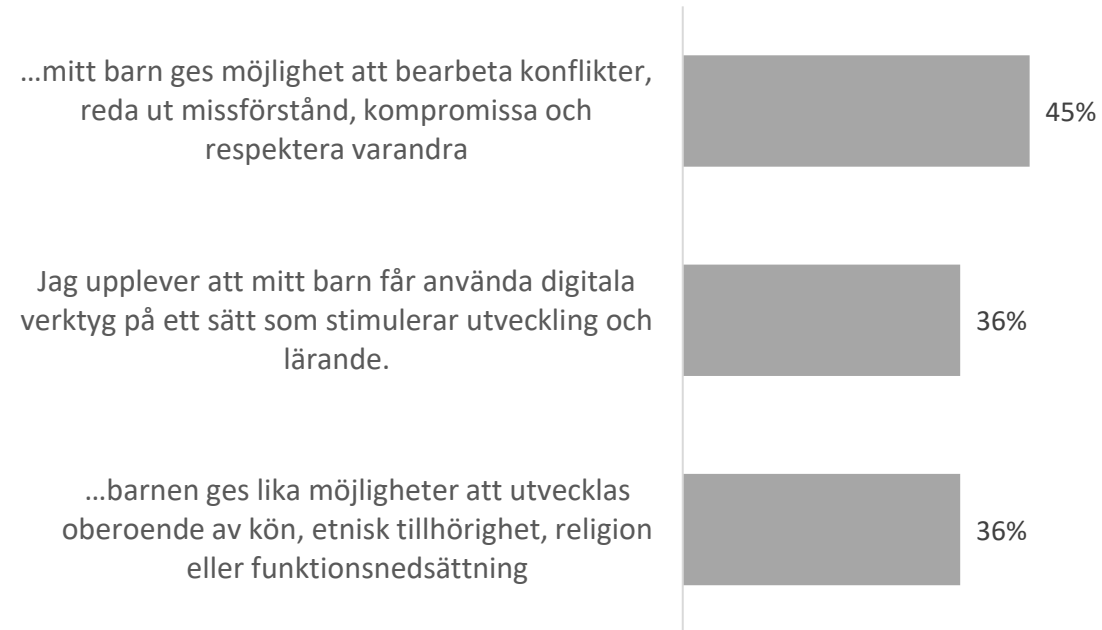 …mitt barn ges möjlighet att bearbeta konflikter,
reda ut missförstånd, kompromissa och
respektera varandra
45%
Jag upplever att mitt barn får använda digitala
verktyg på ett sätt som stimulerar utveckling och
lärande.
36%
…barnen ges lika möjligheter att utvecklas
oberoende av kön, etnisk tillhörighet, religion
eller funktionsnedsättning
36%